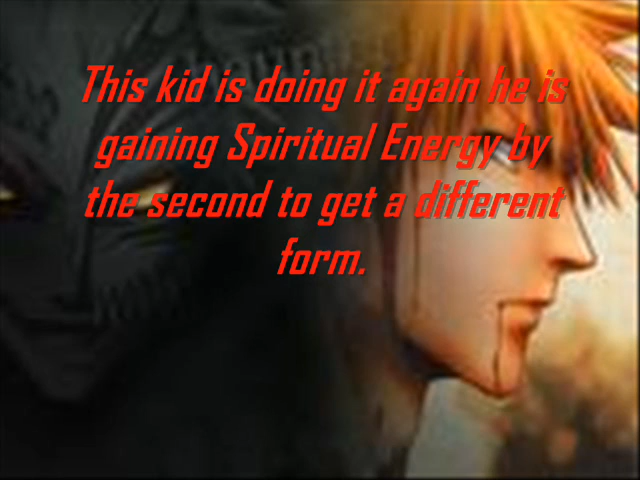 This kid is doing it again he is
gaining Spiritual Energy by
the second to get a different
form.